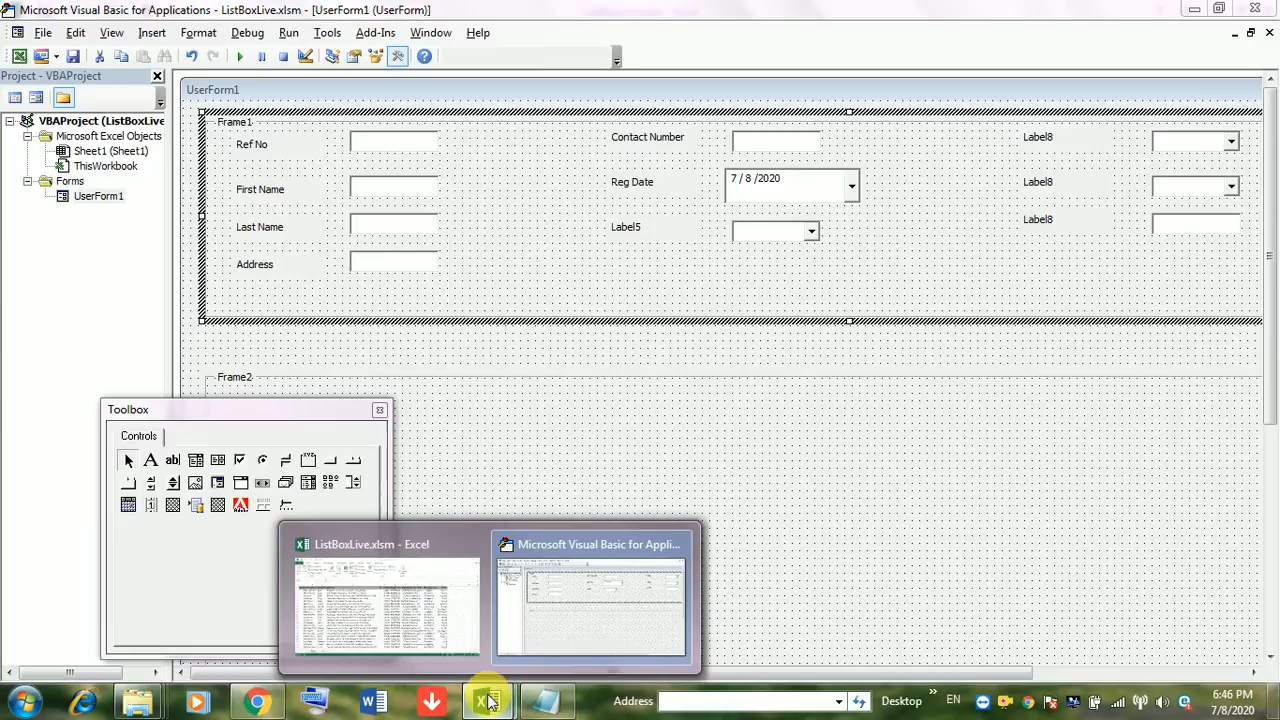 Microsoft Visual Basic for Applications - ListBoxLive.xlsm - [UserForm1 (UserForm)]
File Edit View Insert Format Debug Run Tools Add-Ins Window Help
Project - VBAProject
UserForm1
VBAProject (ListBoxLive
Microsoft Excel Objects
Sheet1 (Sheet1)
ThisWorkbook
Forms
UserForm1
Frame1
Ref No
Contact Number
Label8
First Name
Reg Date
7 / 8 /2020
Label8
Last Name
Label5
Label8
Address
Frame2
Toolbox
Controls
ListBoxLive.xlsm - Excel
Microsoft Visual Basic for Appli...
Address
Desktop
EN
6:46 PM
7/8/2020